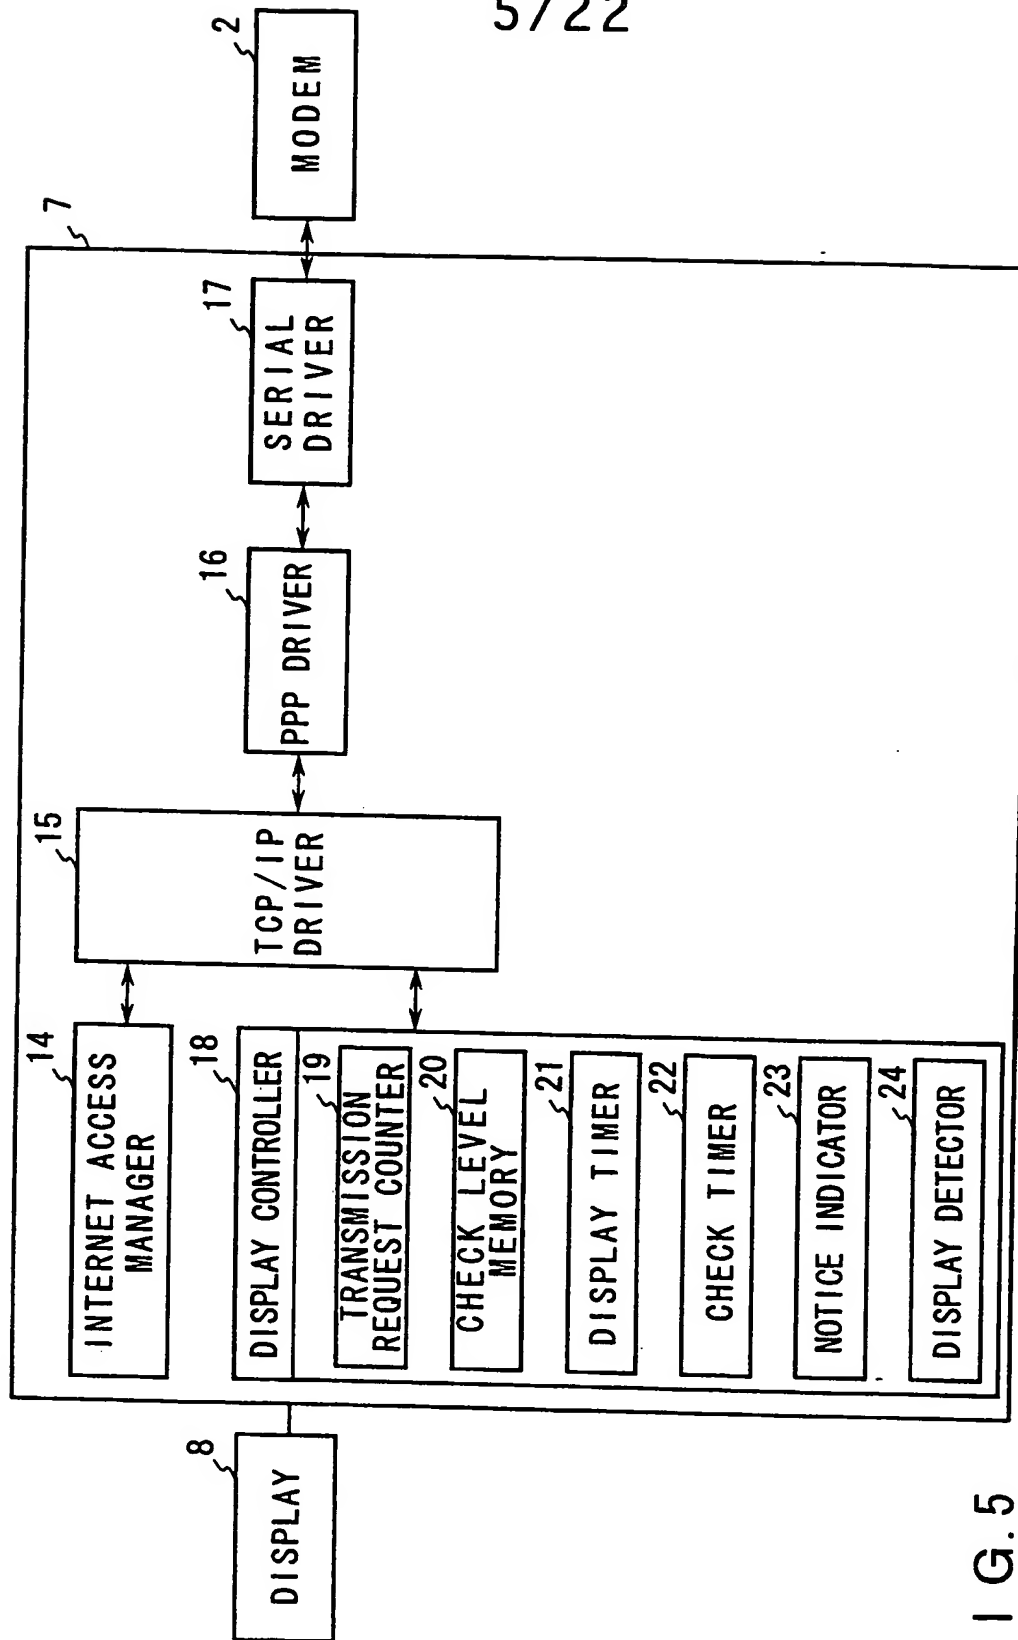 5/22
8
DISPLAY
7
14
INTERNET ACCESS
MANAGER
18
DISPLAY CONTROLLER
19
TRANSMISSION
REQUEST COUNTER
20
CHECK LEVEL
MEMORY
21
DISPLAY TIMER
22
CHECK TIMER
23
NOTICE INDICATOR
24
DISPLAY DETECTOR
15
TCP/IP
DRIVER
16
PPP DRIVER
17
SERIAL
DRIVER
2
MODEM
I G. 5